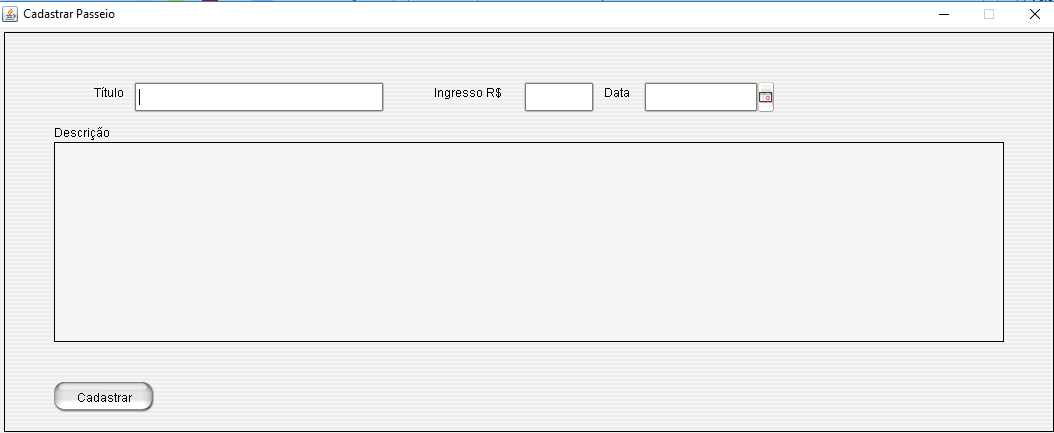 Cadastrar Passeio
Título
Ingresso R$
Data
Descrição
Cadastrar